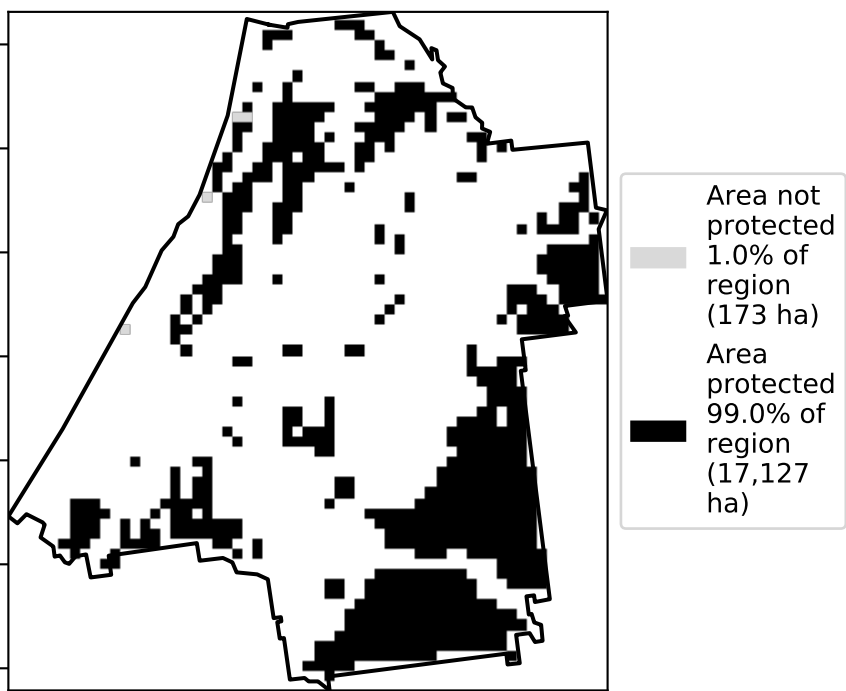 Area not
protected
1.0% of
region
(173 ha)
Area
protected
99.0% of
region
(17,127
ha)